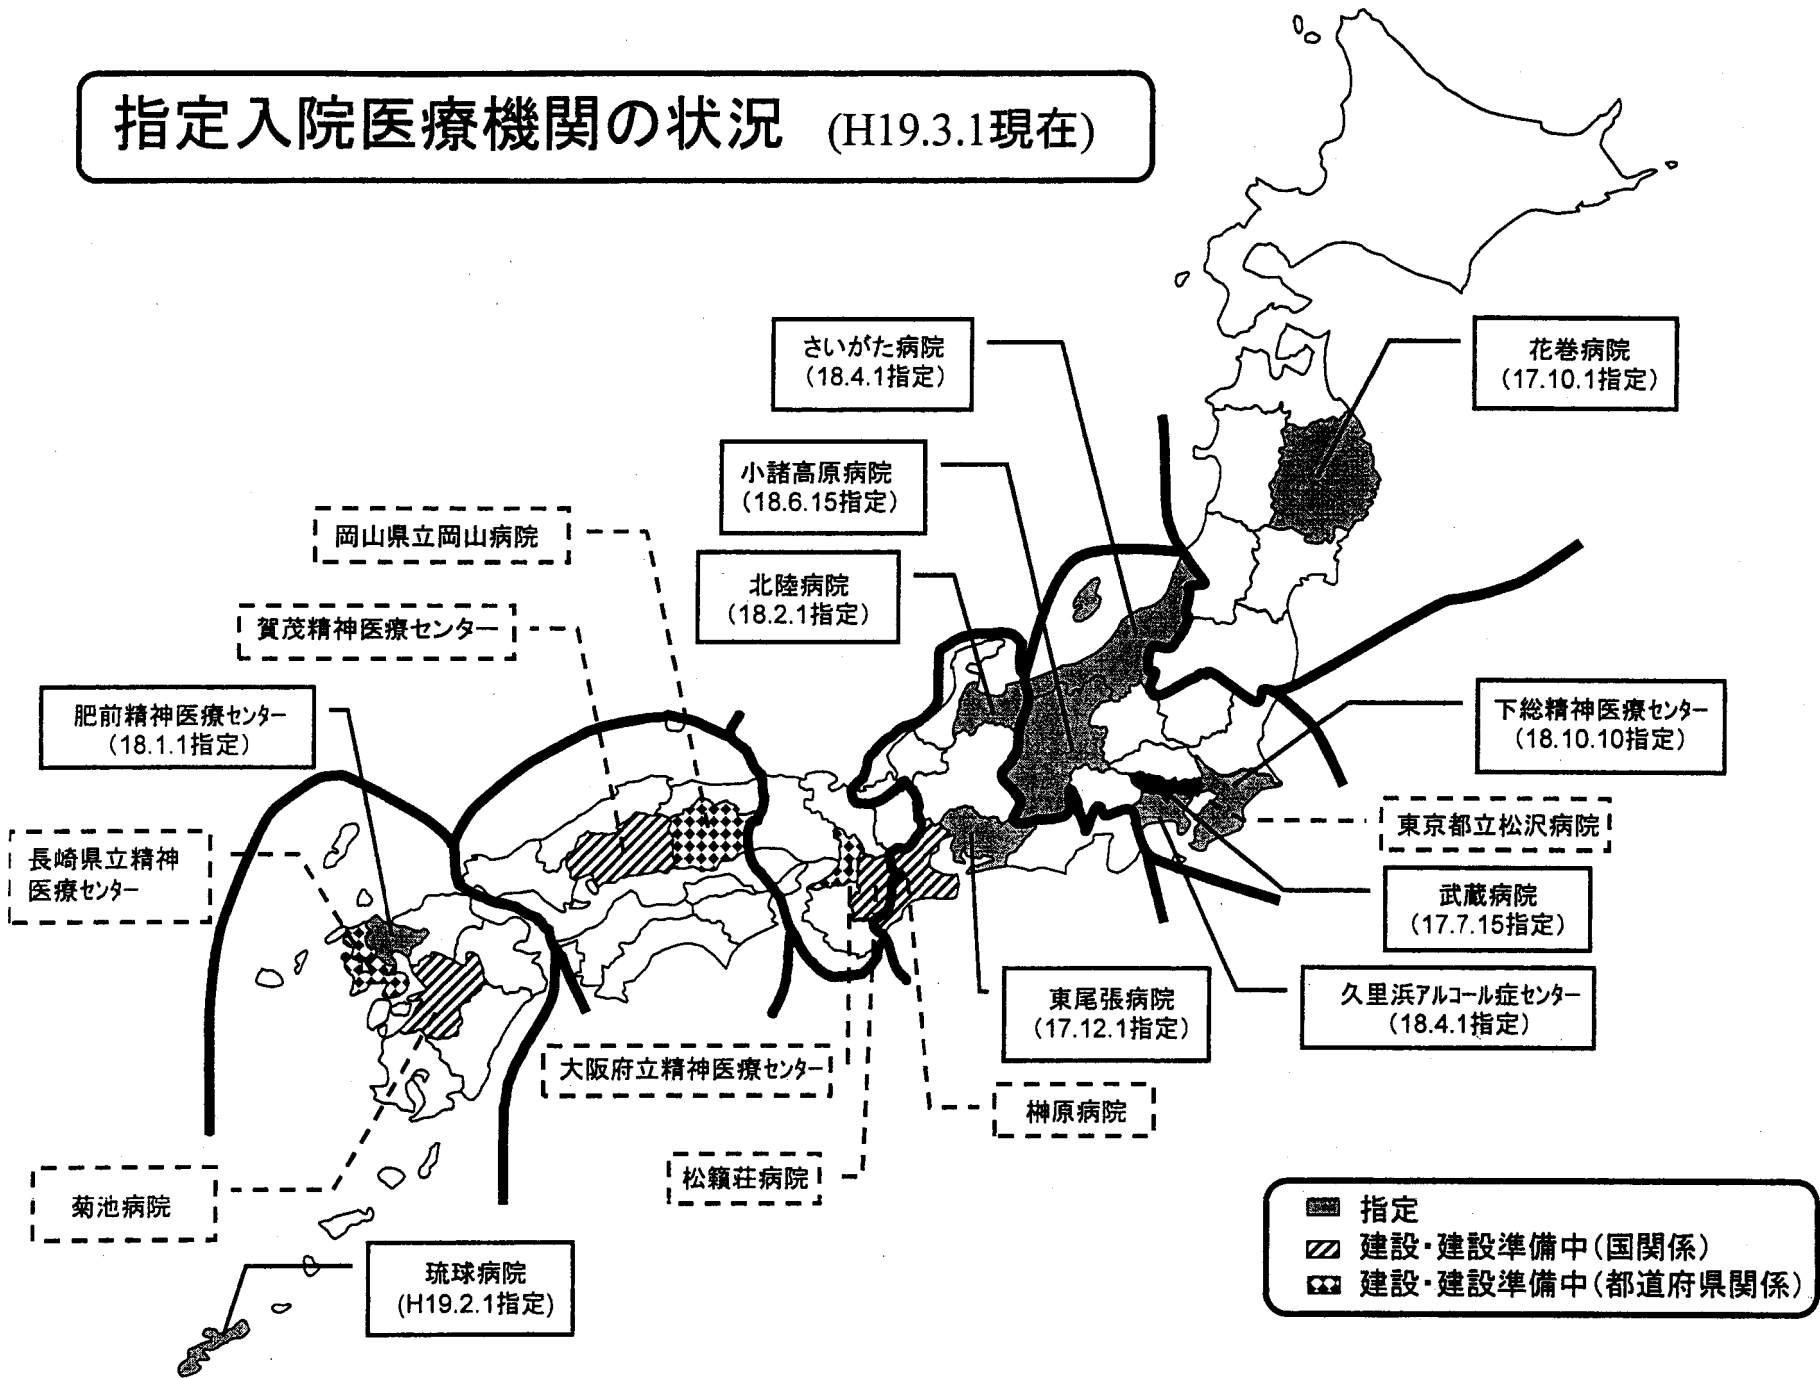 指定入院医療機関の状況 (H19.3.1現在)
さいがた病院
(18.4.1指定)
花巻病院
(17.10.1指定)
小諸高原病院
(18.6.15指定)
岡山県立岡山病院
北陸病院
(18.2.1指定)
賀茂精神医療センター
肥前精神医療センター
(18.1.1指定)
下総精神医療センター
(18.10.10指定)
東京都立松沢病院
長崎県立精神
医療センター
武蔵病院
(17.7.15指定)
東尾張病院
(17.12.1指定)
久里浜アルコール症センター
(18.4.1指定)
大阪府立精神医療センター
榊原病院
松籟荘病院
菊池病院
琉球病院
(H19.2.1指定)
指定
建設・建設準備中(国関係)
建設・建設準備中(都道府県関係)